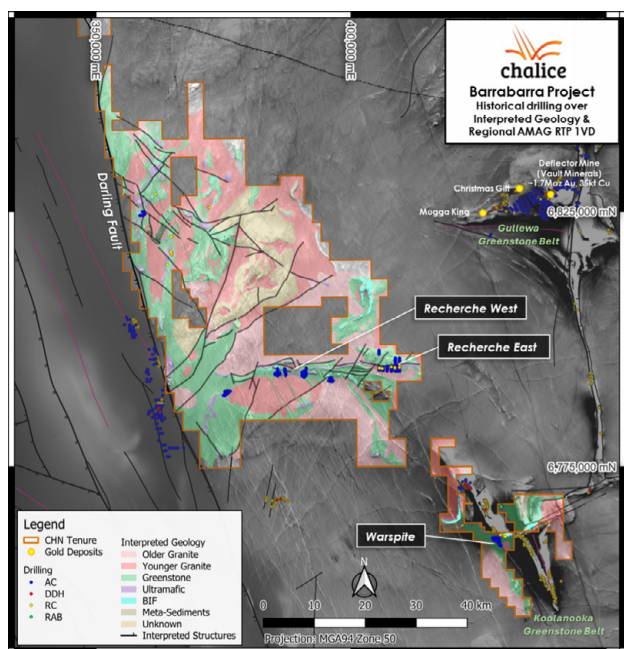 350,000 mE
400,000 mE
chalice
Barrabarra Project
Historical drilling over
Interpreted Geology &
Regional AMAG RTP 1VD
Deflector Mine
(Vault Minerals)
~1.7Moz Au, 35kt Cu
Christmas Gift
Mugga King
6,825,000 mN
Gullewa
Greenstone Belt
Darling Fault
Recherche West
Recherche East
6,775,000 mN
Warspite
Koolanooka
Greenstone Belt
Legend
CHN Tenure
Gold Deposits
Drilling
AC
DDH
RC
RAB
Interpreted Geology
Older Granite
Younger Granite
Greenstone
Ultramafic
BIF
Meta-Sediments
Unknown
Interpreted Structures
N
0 10 20 30 40 km
Projection: MGA94 Zone 50